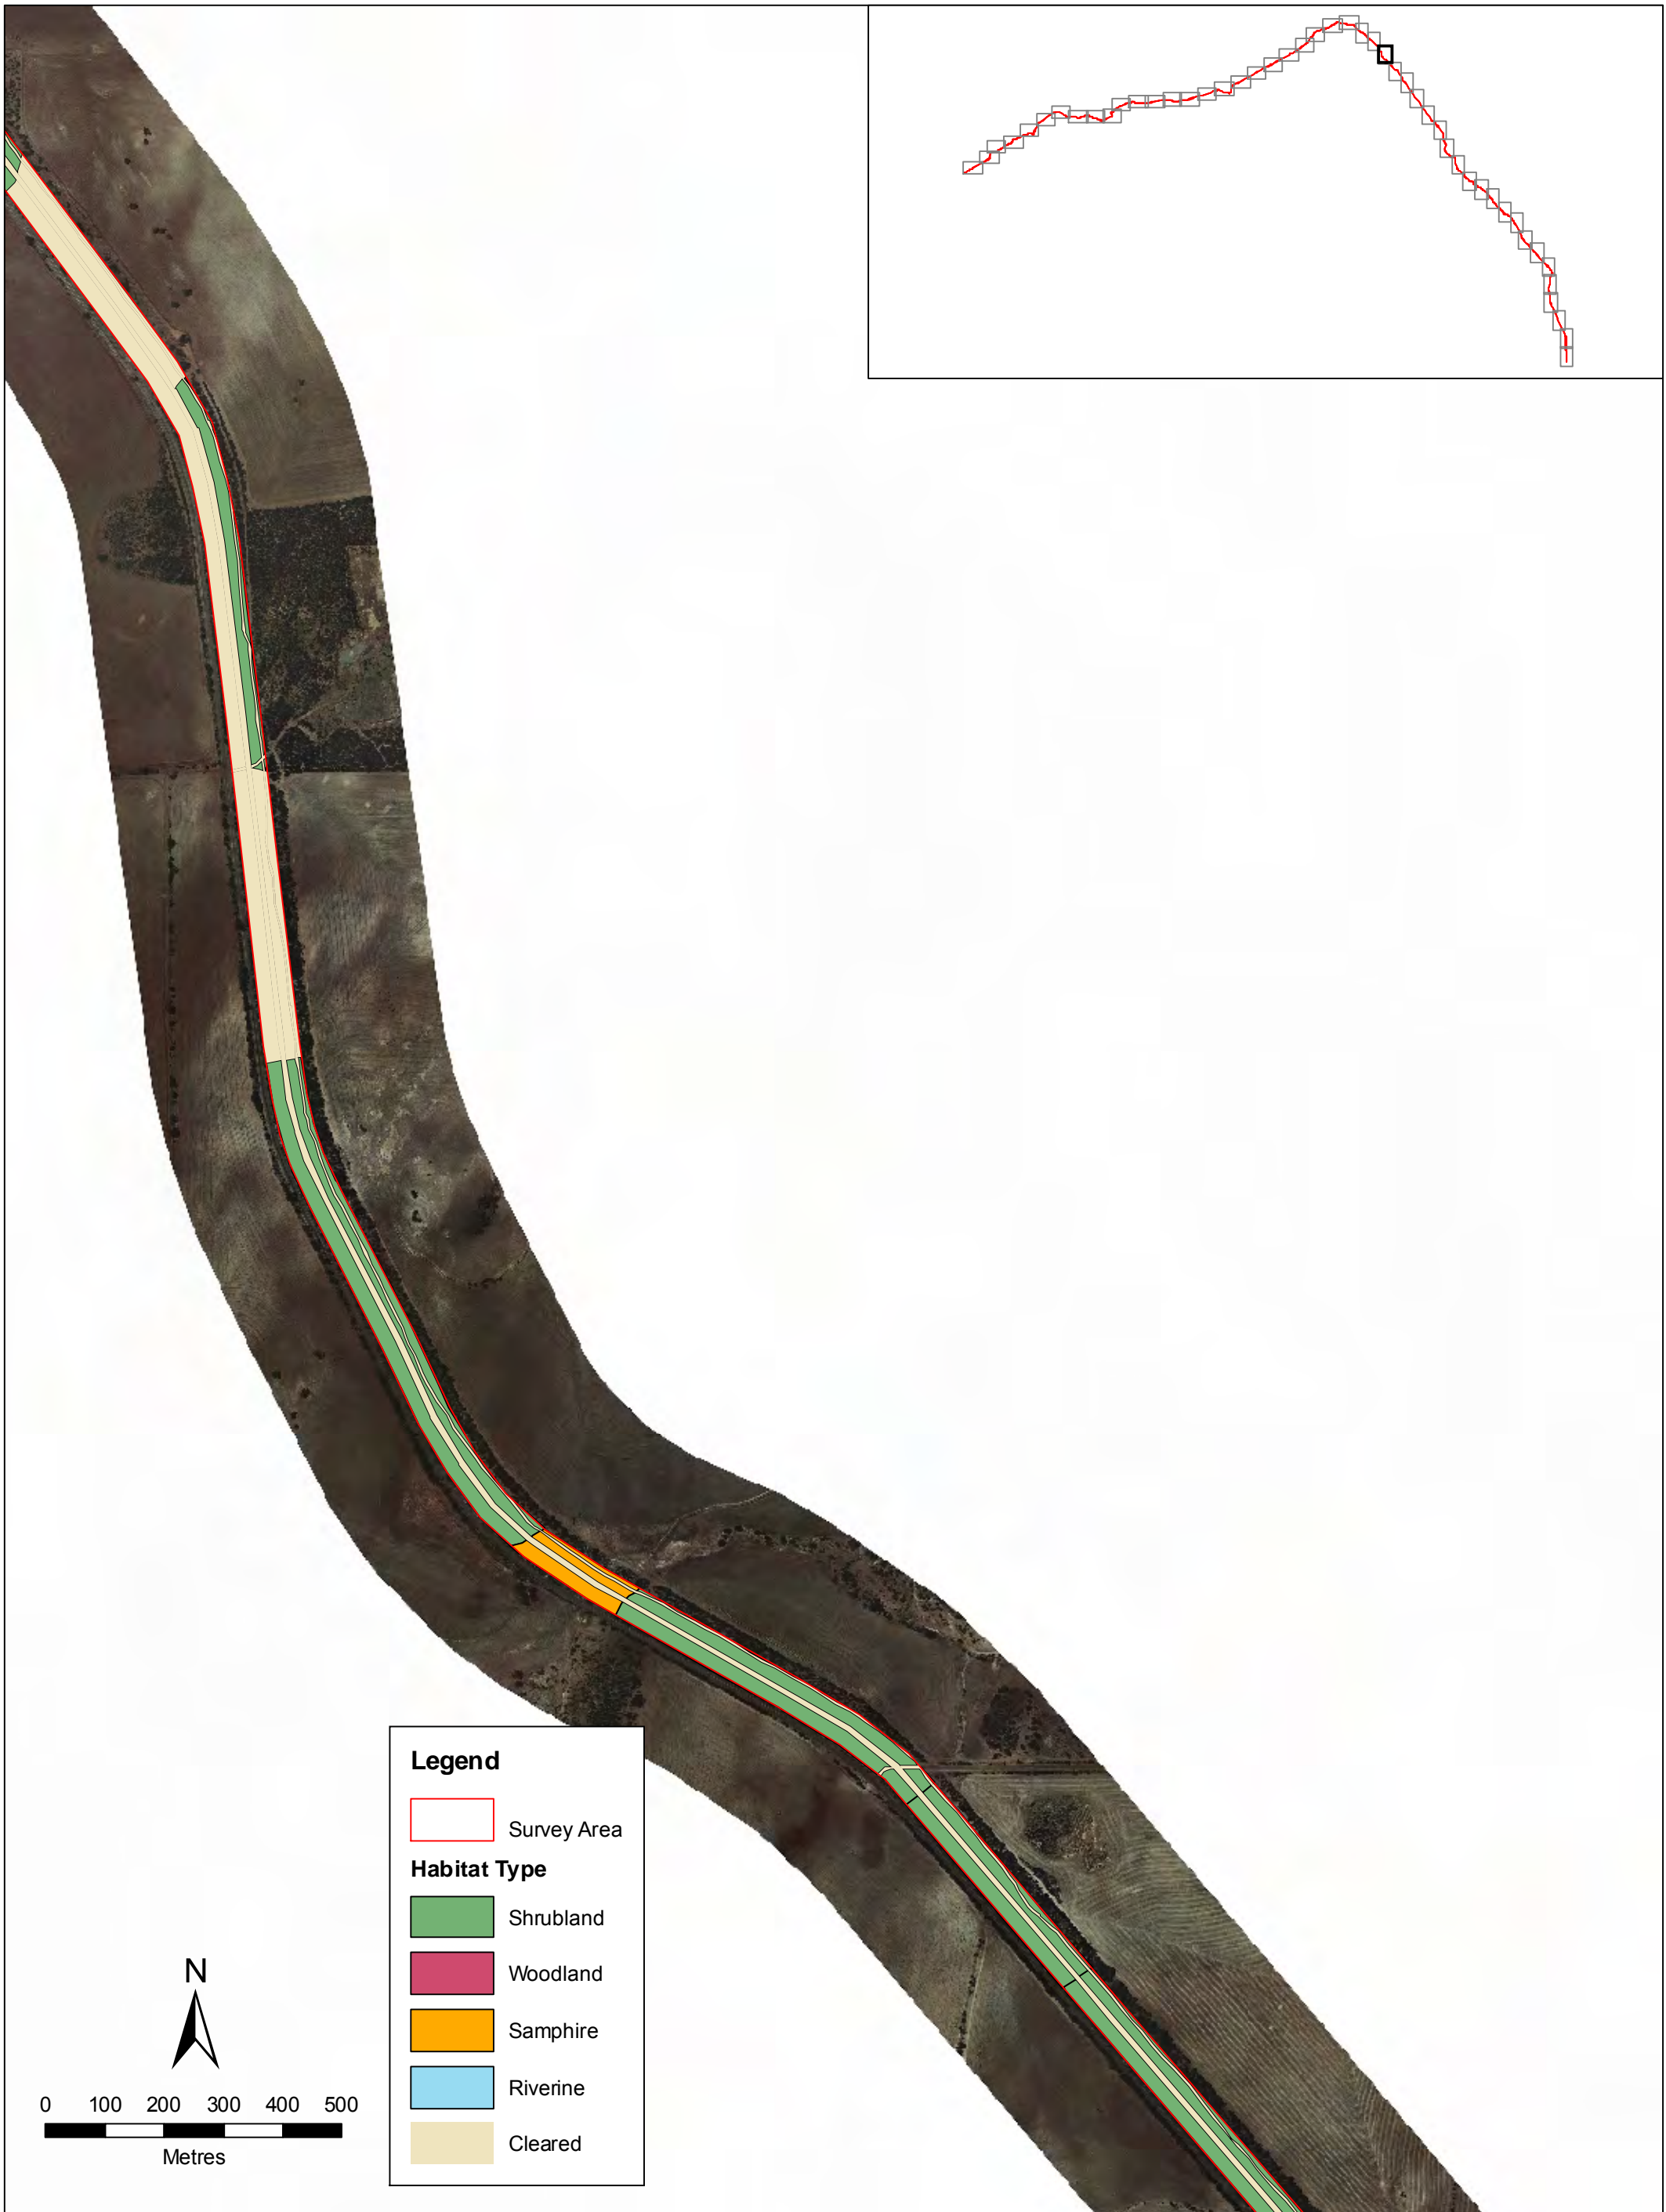 Legend
Survey Area
Habitat Type
Shrubland
Woodland
Samphire
Riverine
Cleared
N
0 100 200 300 400 500
Metres